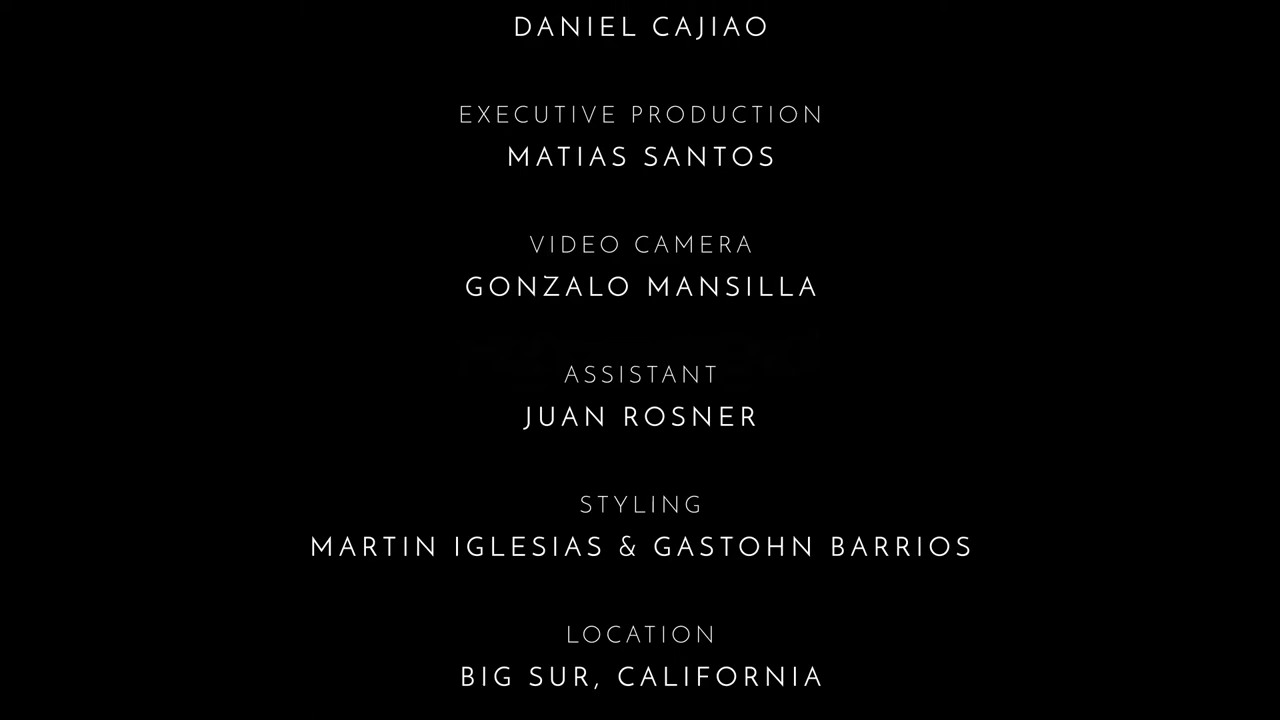 DANIEL CAJIAO
EXECUTIVE PRODUCTION
MATIAS SANTOS
VIDEO CAMERA
GONZALO MANSILLA
ASSISTANT
JUAN ROSNER
STYLING
MARTIN IGLESIAS & GASTOHN BARRIOS
LOCATION
BIG SUR, CALIFORNIA